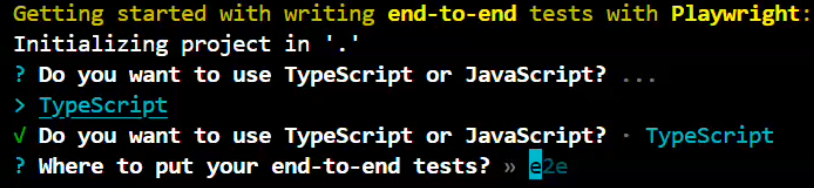 Getting started with writing end-to-end tests with Playwright:
Initializing project in '.'
? Do you want to use TypeScript or JavaScript? ...
> TypeScript
√ Do you want to use TypeScript or JavaScript? · TypeScript
? Where to put your end-to-end tests? » e2e